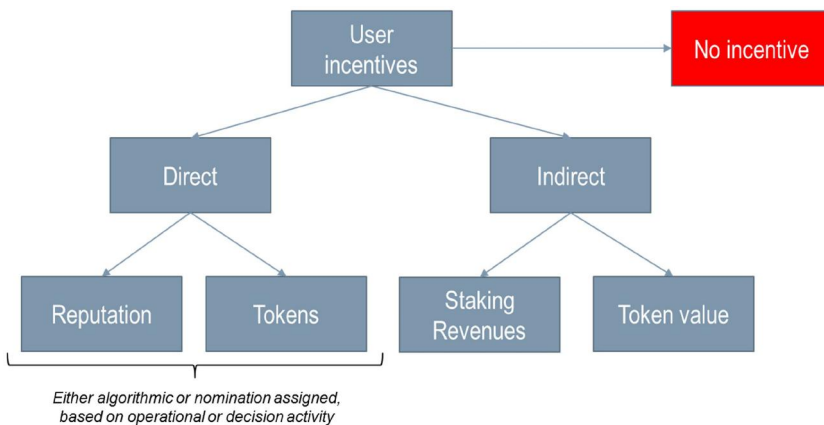 User
incentives
No incentive
Direct
Indirect
Reputation
Tokens
Staking
Revenues
Token value
Either algorithmic or nomination assigned,
based on operational or decision activity